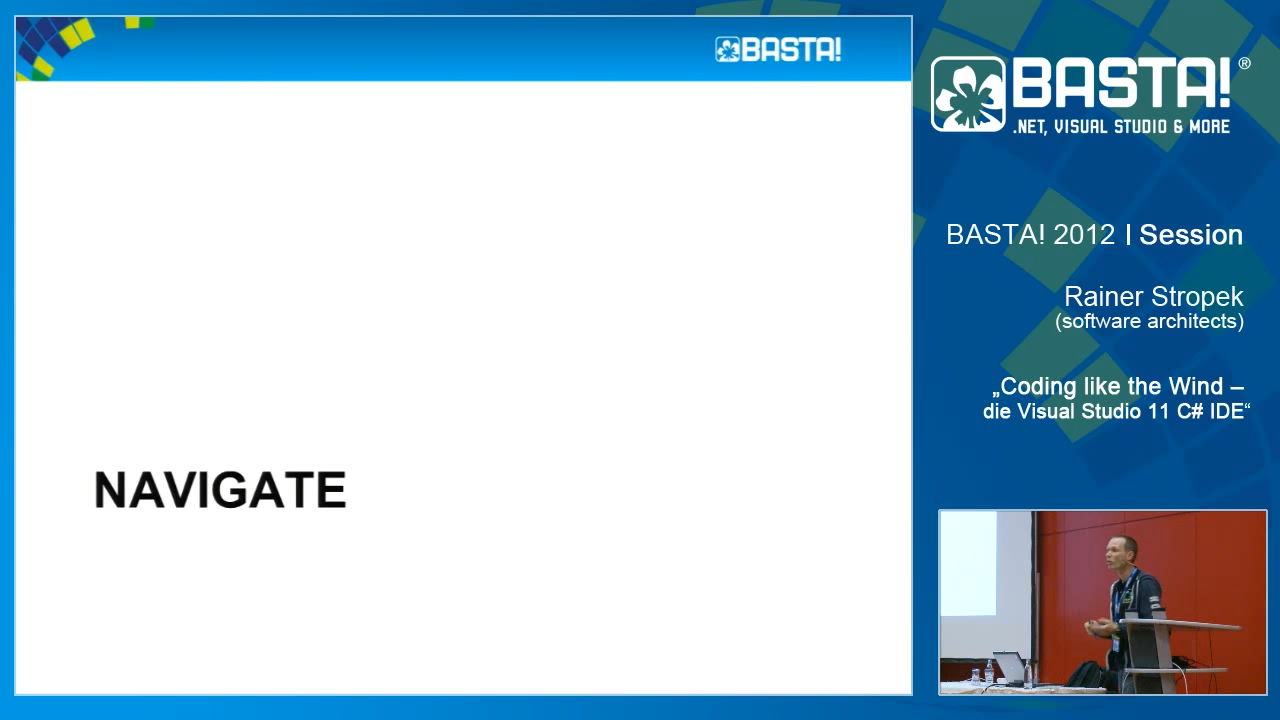 BASTA!
NAVIGATE
BASTA!®
.NET, VISUAL STUDIO & MORE
BASTA! 2012 I Session
Rainer Stropek
(software architects)
„Coding like the Wind –
die Visual Studio 11 C# IDE“